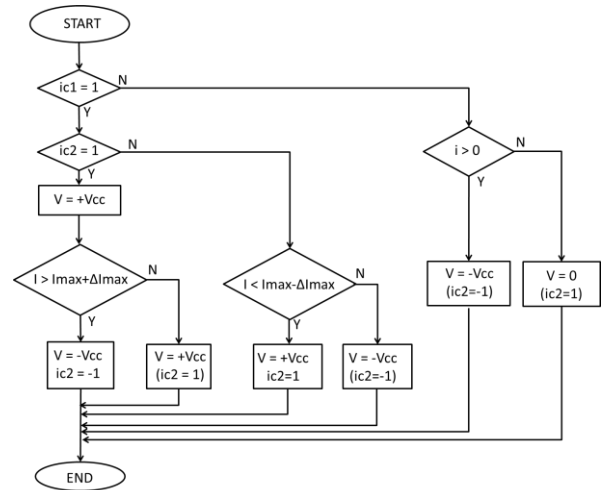 START
ic1 = 1
N
Y
ic2 = 1
N
Y
i > 0
N
Y
V = +Vcc
I > Imax+ΔImax
N
Y
I < Imax-ΔImax
N
Y
V = -Vcc
(ic2=-1)
V = 0
(ic2=1)
V = -Vcc
ic2 = -1
V = +Vcc
(ic2 = 1)
V = +Vcc
ic2=1
V = -Vcc
(ic2=-1)
END